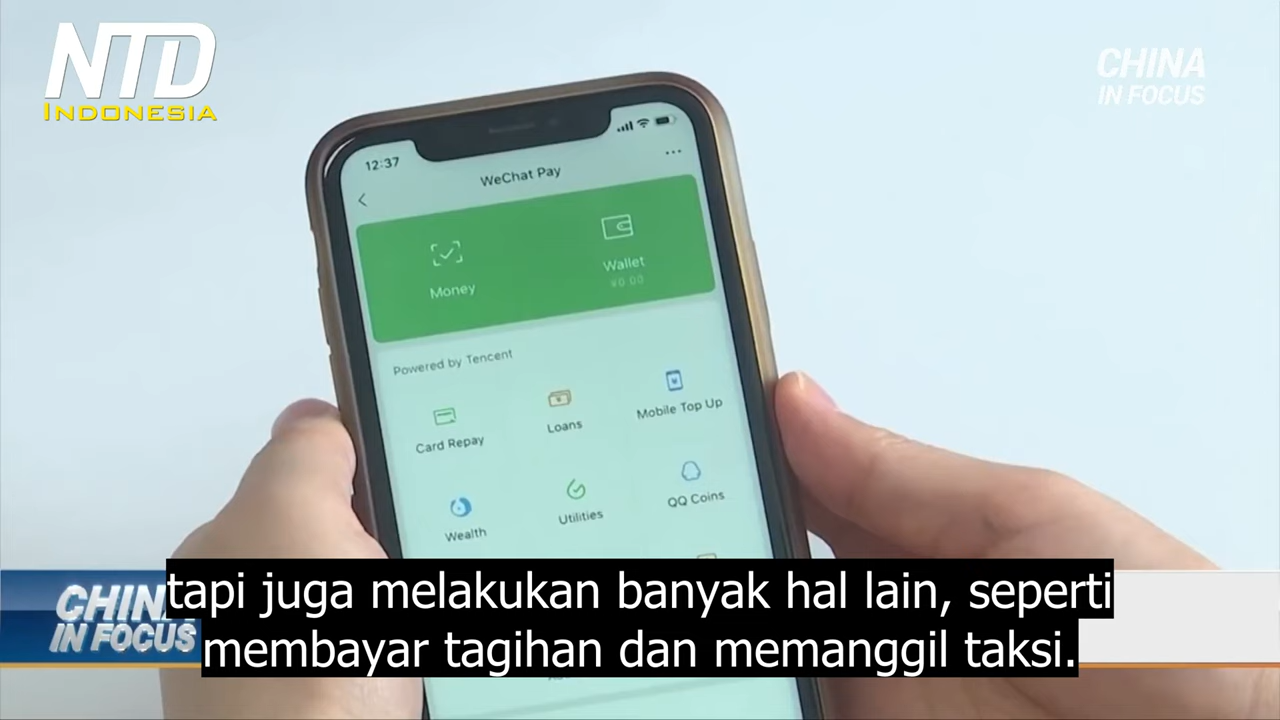 NTD
INDONESIA
CHINA
IN FOCUS
12:37
WeChat Pay
Money
Wallet
¥0.00
Powered by Tencent
Card Repay
Loans
Mobile Top Up
Wealth
Utilities
QQ Coins
CHINA
IN FOCUS
tapi juga melakukan banyak hal lain, seperti
membayar tagihan dan memanggil taksi.